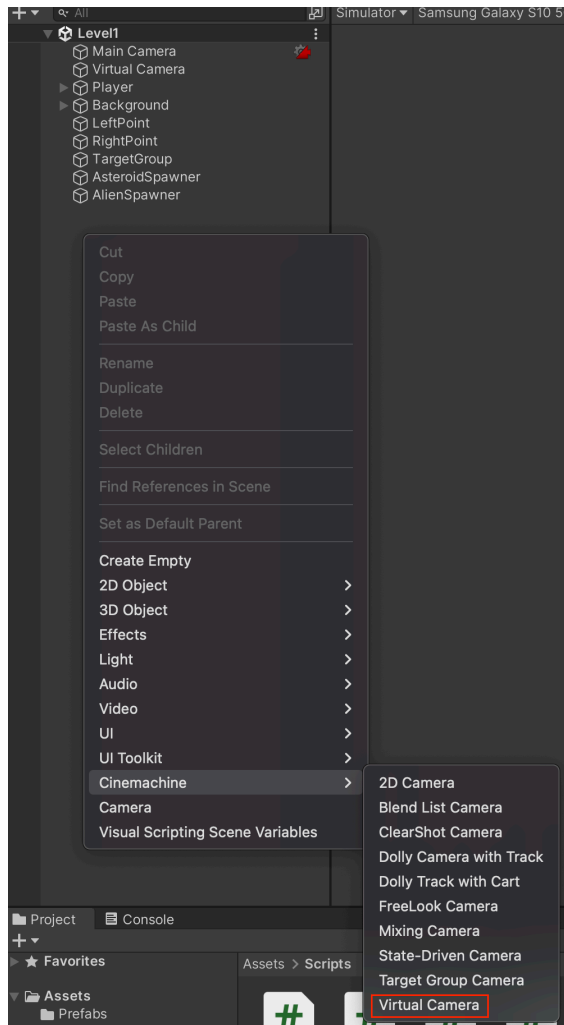 All
Simulator Samsung Galaxy S10 5
Level1
Main Camera
Virtual Camera
Player
Background
LeftPoint
RightPoint
TargetGroup
AsteroidSpawner
AlienSpawner
Cut
Copy
Paste
Paste As Child
Rename
Duplicate
Delete
Select Children
Find References in Scene
Set as Default Parent
Create Empty
2D Object
3D Object
Effects
Light
Audio
Video
UI
UI Toolkit
Cinemachine
Camera
Visual Scripting Scene Variables
2D Camera
Blend List Camera
ClearShot Camera
Dolly Camera with Track
Dolly Track with Cart
FreeLook Camera
Mixing Camera
State-Driven Camera
Target Group Camera
Virtual Camera
Project Console
Favorites
Assets > Scripts
Assets
Prefabs